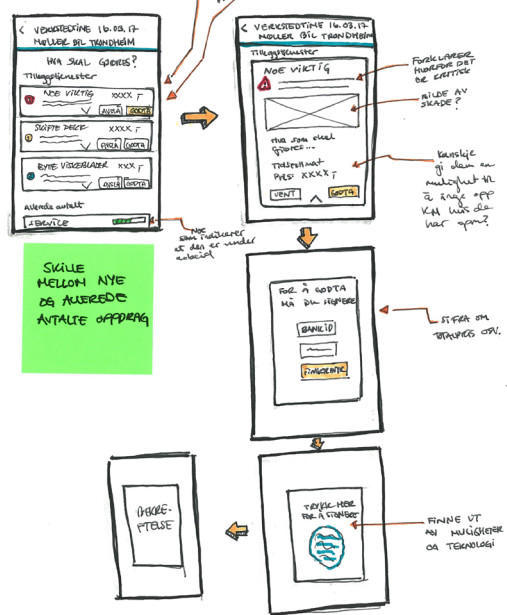 < VERKSTEDTIME 16.03.17
MØLLER BIL TRONDHEIM
HVA SKAL GJØRES?
Tilleggstjenester
NOE VIKTIG XXXX,-
AVSLÅ GODTA
SKIFTE DEKK XXXX,-
AVSLÅ GODTA
BYTTE VISKERBLADER XXX,-
AVSLÅ GODTA
Allerede avtalt
SERVICE
Noe
som indikerer
at den er under
arbeid
SKILLE
MELLOM NYE
OG ALLEREDE
AVTALTE OPPDRAG
< VERKSTEDTIME 16.03.17
MØLLER BIL TRONDHEIM
Tilleggstjenester
NOE VIKTIG
Hva som skal
gjøres...
Tidsestimat
PRIS: XXXX,-
VENT GODTA
FORKLARER
HVORFOR DET
ER KRITISK
BILDE AV
SKADE?
Kanskje
gi dem en
mulighet til
å ringe opp
KM hvis de
har spm?
FOR Å GODTA
MÅ DU SIGNERE
BANKID
FINGERAVTR.
SI FRA OM
TOTALPRIS OSV.
TRYKK HER
FOR Å SIGNERE
FINNE UT
AV MULIGHETER
OG TEKNOLOGI
BEKRE-
FTELSE